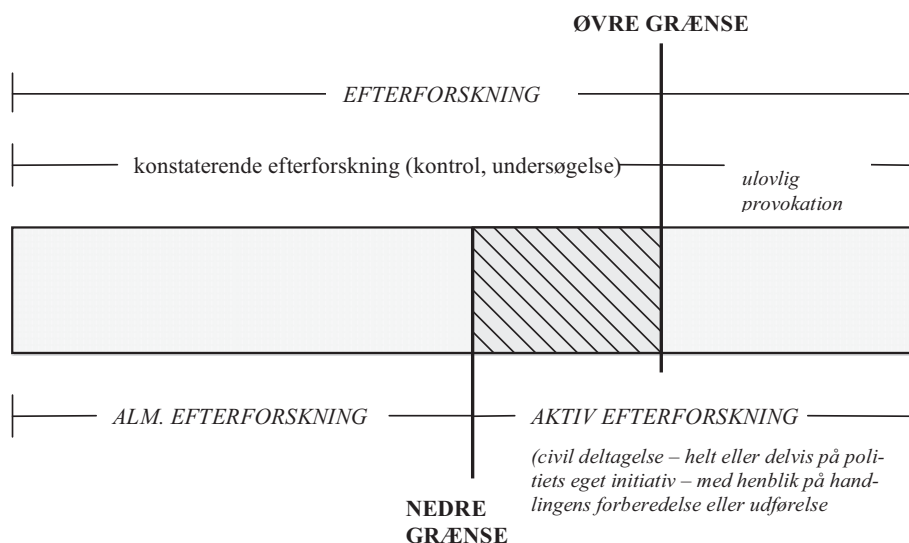 ØVRE GRÆNSE
EFTERFORSKNING
konstaterende efterforskning (kontrol, undersøgelse)
ulovlig
provokation
ALM. EFTERFORSKNING
AKTIV EFTERFORSKNING
(civil deltagelse – helt eller delvis på poli-
tiets eget initiativ – med henblik på hand-
lingens forberedelse eller udførelse
NEDRE
GRÆNSE